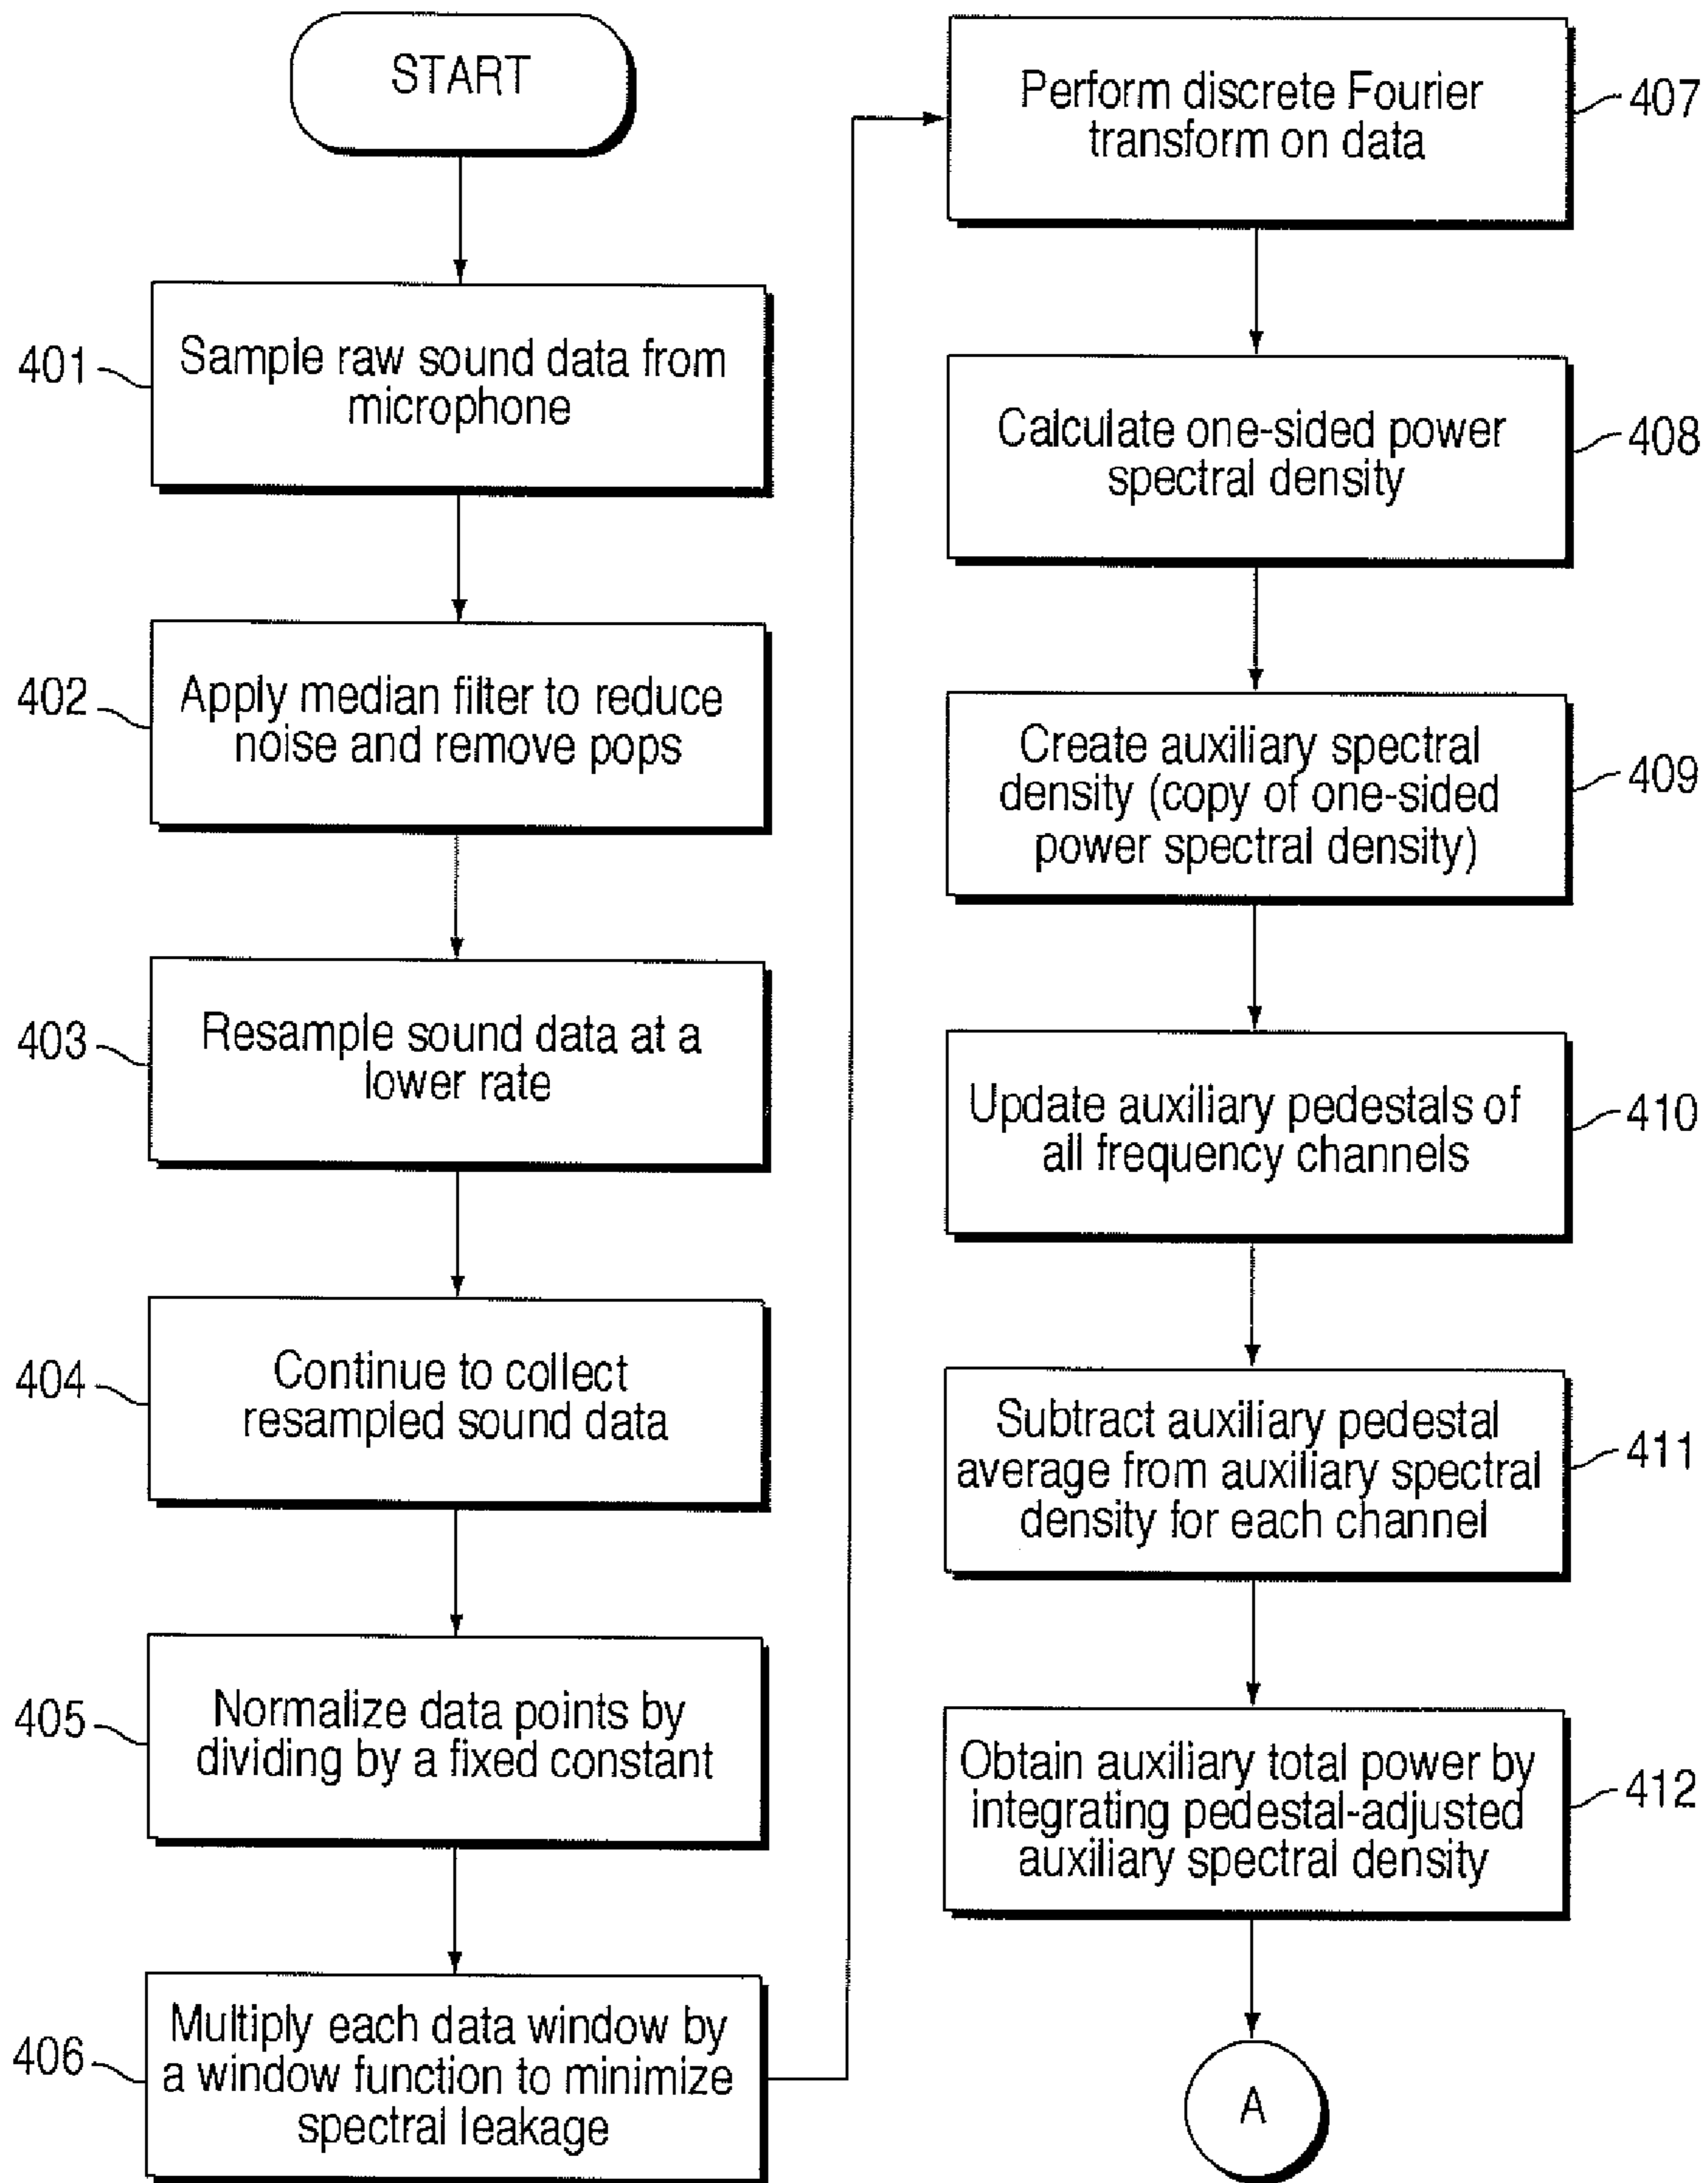 START
401
Sample raw sound data from
microphone
402
Apply median filter to reduce
noise and remove pops
403
Resample sound data at a
lower rate
404
Continue to collect
resampled sound data
405
Normalize data points by
dividing by a fixed constant
406
Multiply each data window by
a window function to minimize
spectral leakage
Perform discrete Fourier
transform on data
407
Calculate one-sided power
spectral density
408
Create auxiliary spectral
density (copy of one-sided
power spectral density)
409
Update auxiliary pedestals of
all frequency channels
410
Subtract auxiliary pedestal
average from auxiliary spectral
density for each channel
411
Obtain auxiliary total power by
integrating pedestal-adjusted
auxiliary spectral density
412
A